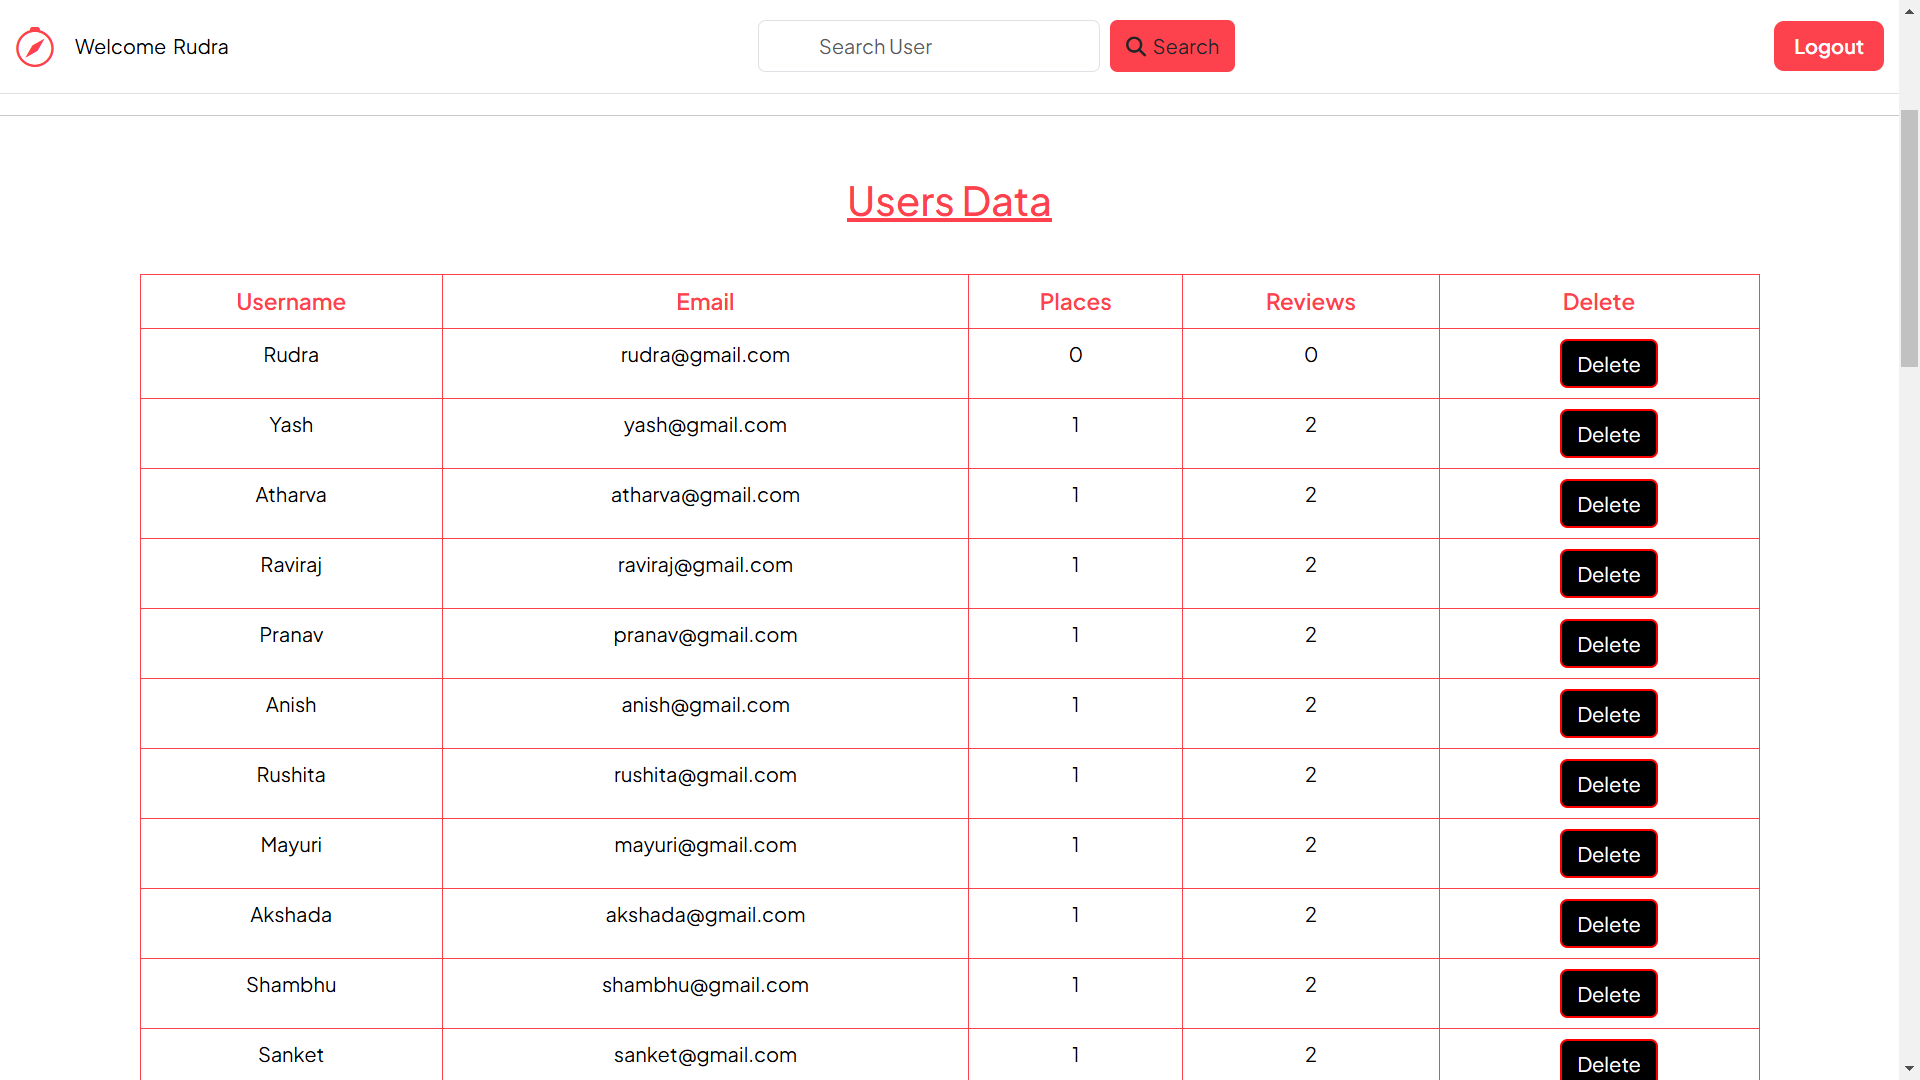 Welcome Rudra Search User Search Logout
Users Data
Username Email Places Reviews Delete
Rudra rudra@gmail.com 0 0 Delete
Yash yash@gmail.com 1 2 Delete
Atharva atharva@gmail.com 1 2 Delete
Raviraj raviraj@gmail.com 1 2 Delete
Pranav pranav@gmail.com 1 2 Delete
Anish anish@gmail.com 1 2 Delete
Rushita rushita@gmail.com 1 2 Delete
Mayuri mayuri@gmail.com 1 2 Delete
Akshada akshada@gmail.com 1 2 Delete
Shambhu shambhu@gmail.com 1 2 Delete
Sanket sanket@gmail.com 1 2 Delete